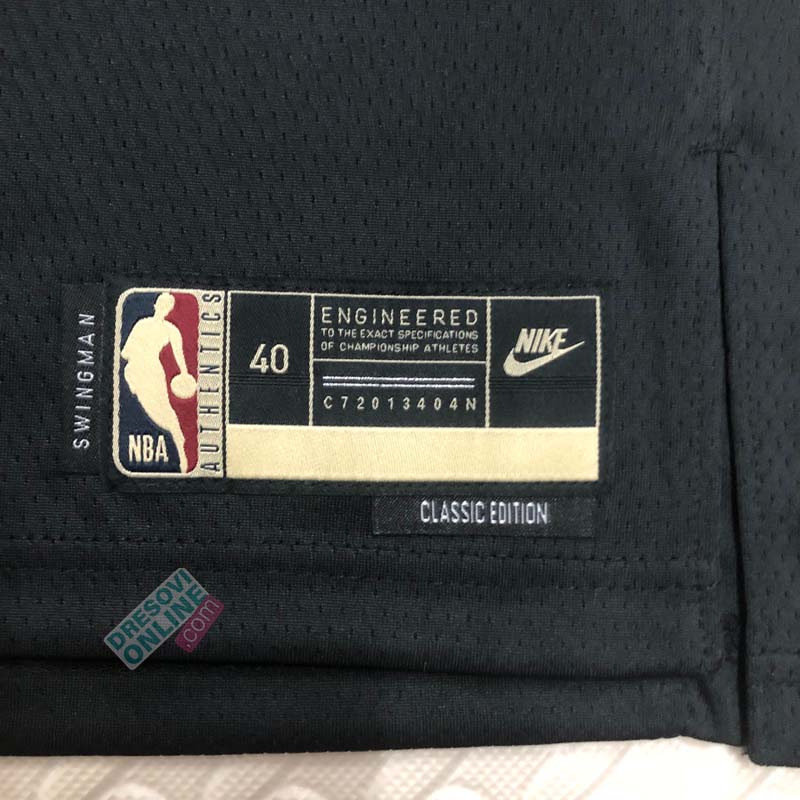 SWINGMAN
NBA
AUTHENTICS
40
ENGINEERED
TO THE EXACT SPECIFICATIONS
OF CHAMPIONSHIP ATHLETES
C72013404N
NIKE
CLASSIC EDITION
DRESOVI
ONLINE
.com